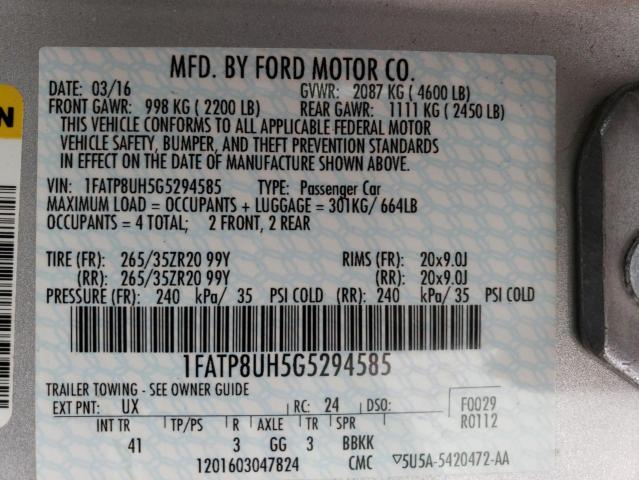 MFD. BY FORD MOTOR CO.
DATE: 03/16 GVWR: 2087 KG ( 4600 LB)
FRONT GAWR: 998 KG ( 2200 LB) REAR GAWR: 1111 KG ( 2450 LB)
THIS VEHICLE CONFORMS TO ALL APPLICABLE FEDERAL MOTOR
VEHICLE SAFETY, BUMPER, AND THEFT PREVENTION STANDARDS
IN EFFECT ON THE DATE OF MANUFACTURE SHOWN ABOVE.
VIN: 1FATP8UH5G5294585 TYPE: Passenger Car
MAXIMUM LOAD = OCCUPANTS + LUGGAGE = 301KG/ 664LB
OCCUPANTS = 4 TOTAL; 2 FRONT, 2 REAR
TIRE (FR): 265/35ZR20 99Y RIMS (FR): 20x9.0J
(RR): 265/35ZR20 99Y (RR): 20x9.0J
PRESSURE (FR): 240 kPa/ 35 PSI COLD (RR): 240 kPa/ 35 PSI COLD
1FATP8UH5G5294585
TRAILER TOWING - SEE OWNER GUIDE
EXT PNT: UX RC: 24 DSO: F0029
R0112
INT TR TP/PS R AXLE TR SPR
41 3 GG 3 BBKK
1201603047824 CMC ▽5U5A-5420472-AA
N